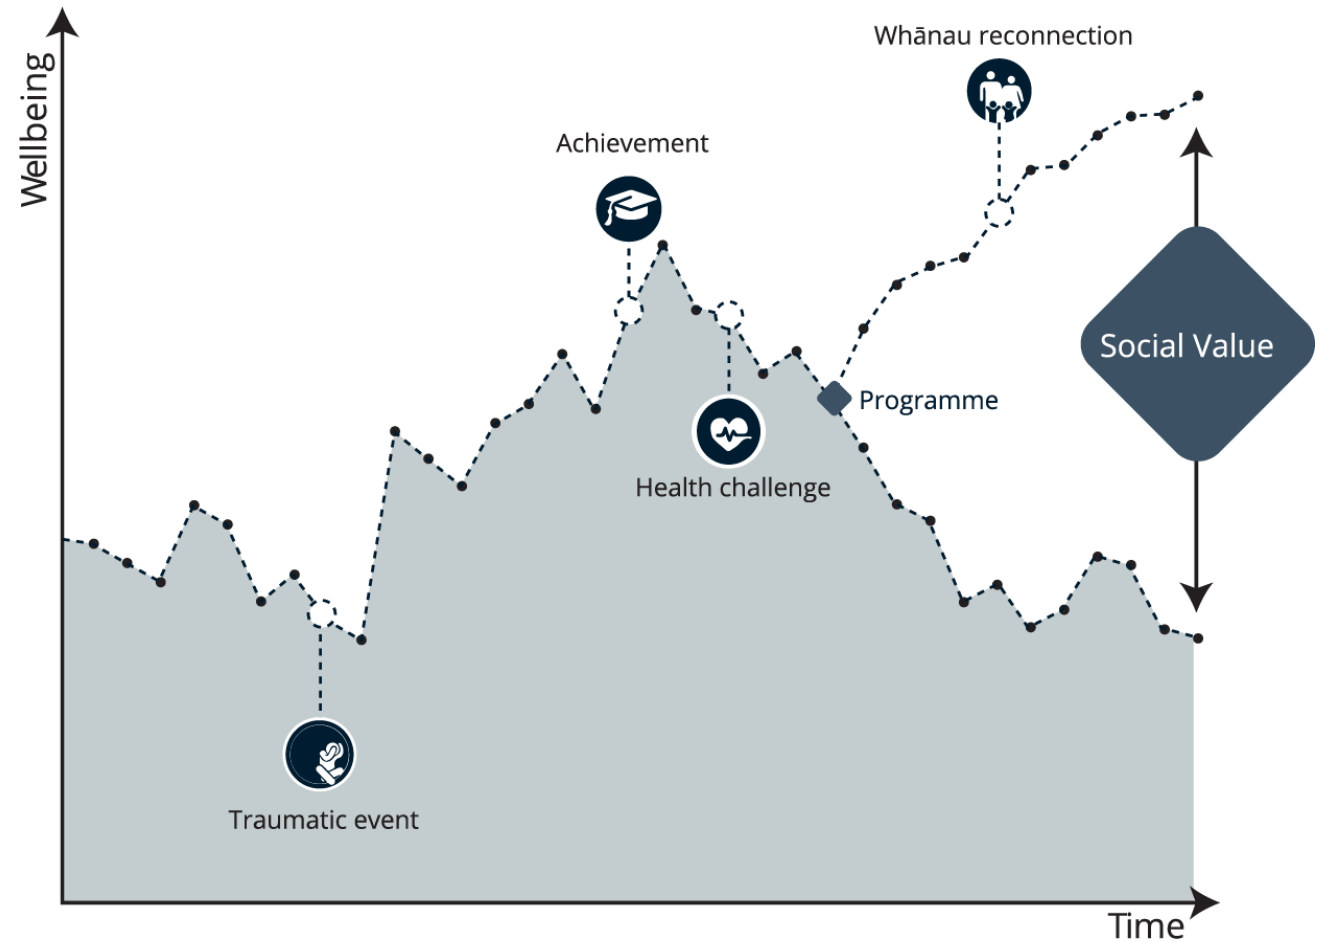 Whānau reconnection
Wellbeing
Achievement
Social Value
Programme
Health challenge
Traumatic event
Time